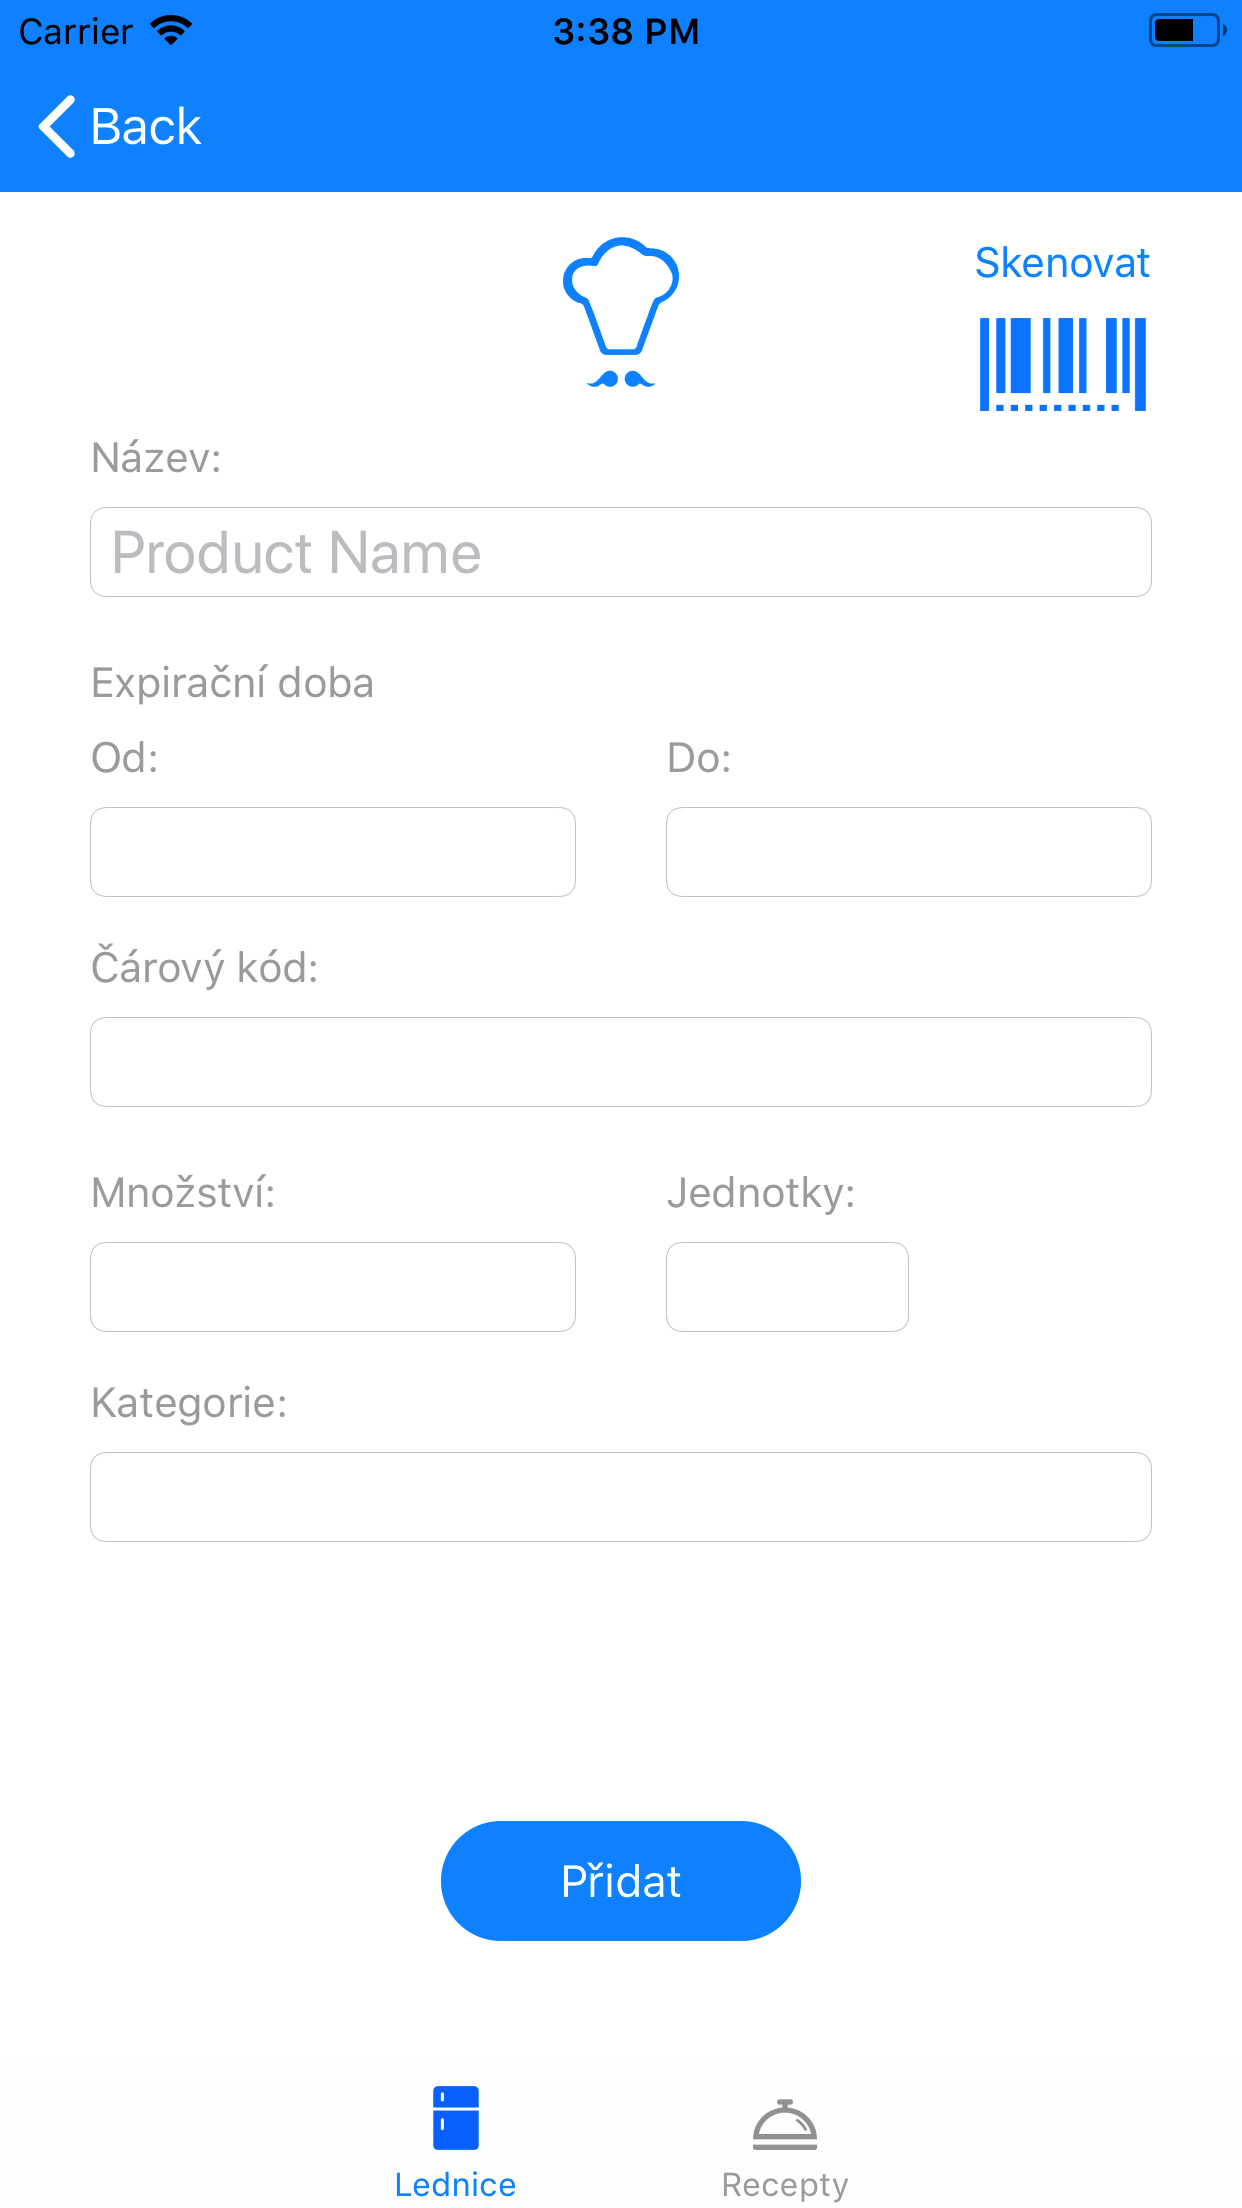 Carrier 3:38 PM
Back
Skenovat
Název:
Product Name
Expirační doba
Od: Do:
Čárový kód:
Množství: Jednotky:
Kategorie:
Přidat
Lednice Recepty